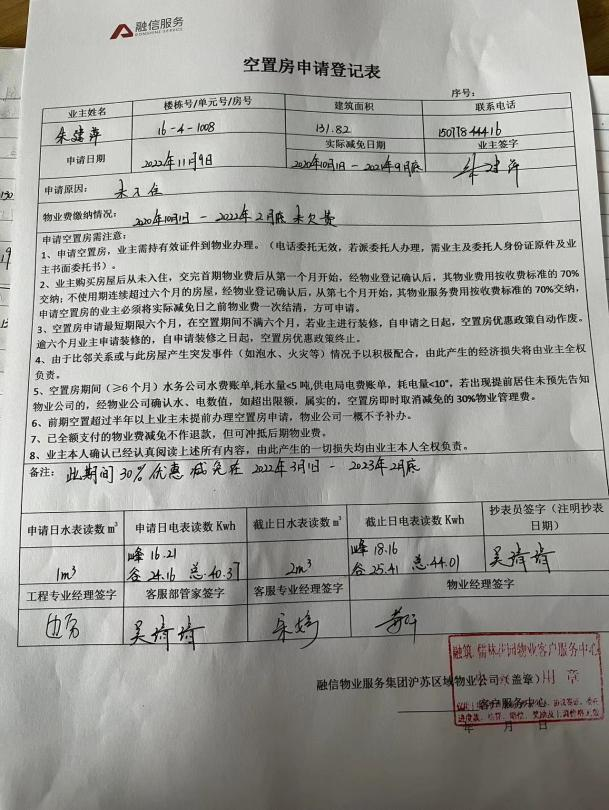 融信服务
RONSHINE SERVICE
空置房申请登记表
序号：
业主姓名 楼栋号/单元号/房号 建筑面积 联系电话
朱建萍 16-4-1008 131.82 15077844416
申请日期 2022年11月9日 实际减免日期 业主签字
2020年10月1日 - 2021年9月底 朱建萍
申请原因： 未入住
物业费缴纳情况： 2020年10月1日 - 2022年2月底 未欠费
申请空置房需注意：
1、申请空置房，业主需持有效证件到物业办理。（电话委托无效，若派委托人办理，需业主及委托人身份证原件及业
主书面委托书）。
2、业主购买房屋后从未入住，交完首期物业费后从第一个月开始，经物业登记确认后，其物业费用按收费标准的 70%
交纳；不使用期连续超过六个月的房屋，经物业登记确认后，从第七个月开始，其物业服务费用按收费标准的70%交纳，
申请空置房的业主必须将实际减免日之前物业费一次结清，方可申请。
3、空置房申请最短期限六个月，在空置期间不满六个月，若业主进行装修，自申请之日起，空置房优惠政策自动作废。
逾六个月业主申请装修的，自申请装修之日起，空置房优惠政策终止。
4、由于比邻关系或与此房屋产生突发事件（如泡水、火灾等）情况予以积极配合，由此产生的经济损失将由业主全权
负责。
5、空置房期间（≥6 个月）水务公司水费账单,耗水量<5 吨,供电局电费账单，耗电量<10°，若出现提前居住未预先告知
物业公司的，经物业公司确认水、电数值，如超出限额，属实的，空置房即时取消减免的 30%物业管理费。
6、前期空置超过半年以上业主未提前办理空置房申请，物业公司一概不予补办。
7、已全额支付的物业费减免不作退款，但可冲抵后期物业费。
8、业主本人确认已经认真阅读上述所有内容，由此产生的一切损失均由业主本人全权负责。
备注： 此期间30%优惠 减免在 2022年3月1日 - 2023年2月底
申请日水表读数 m³ 申请日电表读数 Kwh 截止日水表读数 m³ 截止日电表读数 Kwh 抄表员签字（注明抄表
日期）
1m³ 峰 16.21 2m³ 峰 18.16 吴琦琦
谷 24.16 总.40.37 谷 25.41 总.44.01
工程专业经理签字 客服部管家签字 客服专业经理签字 物业经理签字
吴琦琦
融筑 儒林花园物业客户服务中心
融信物业服务集团沪苏区域物业公司（盖章）
用 章
客户服务中心
年 月 日